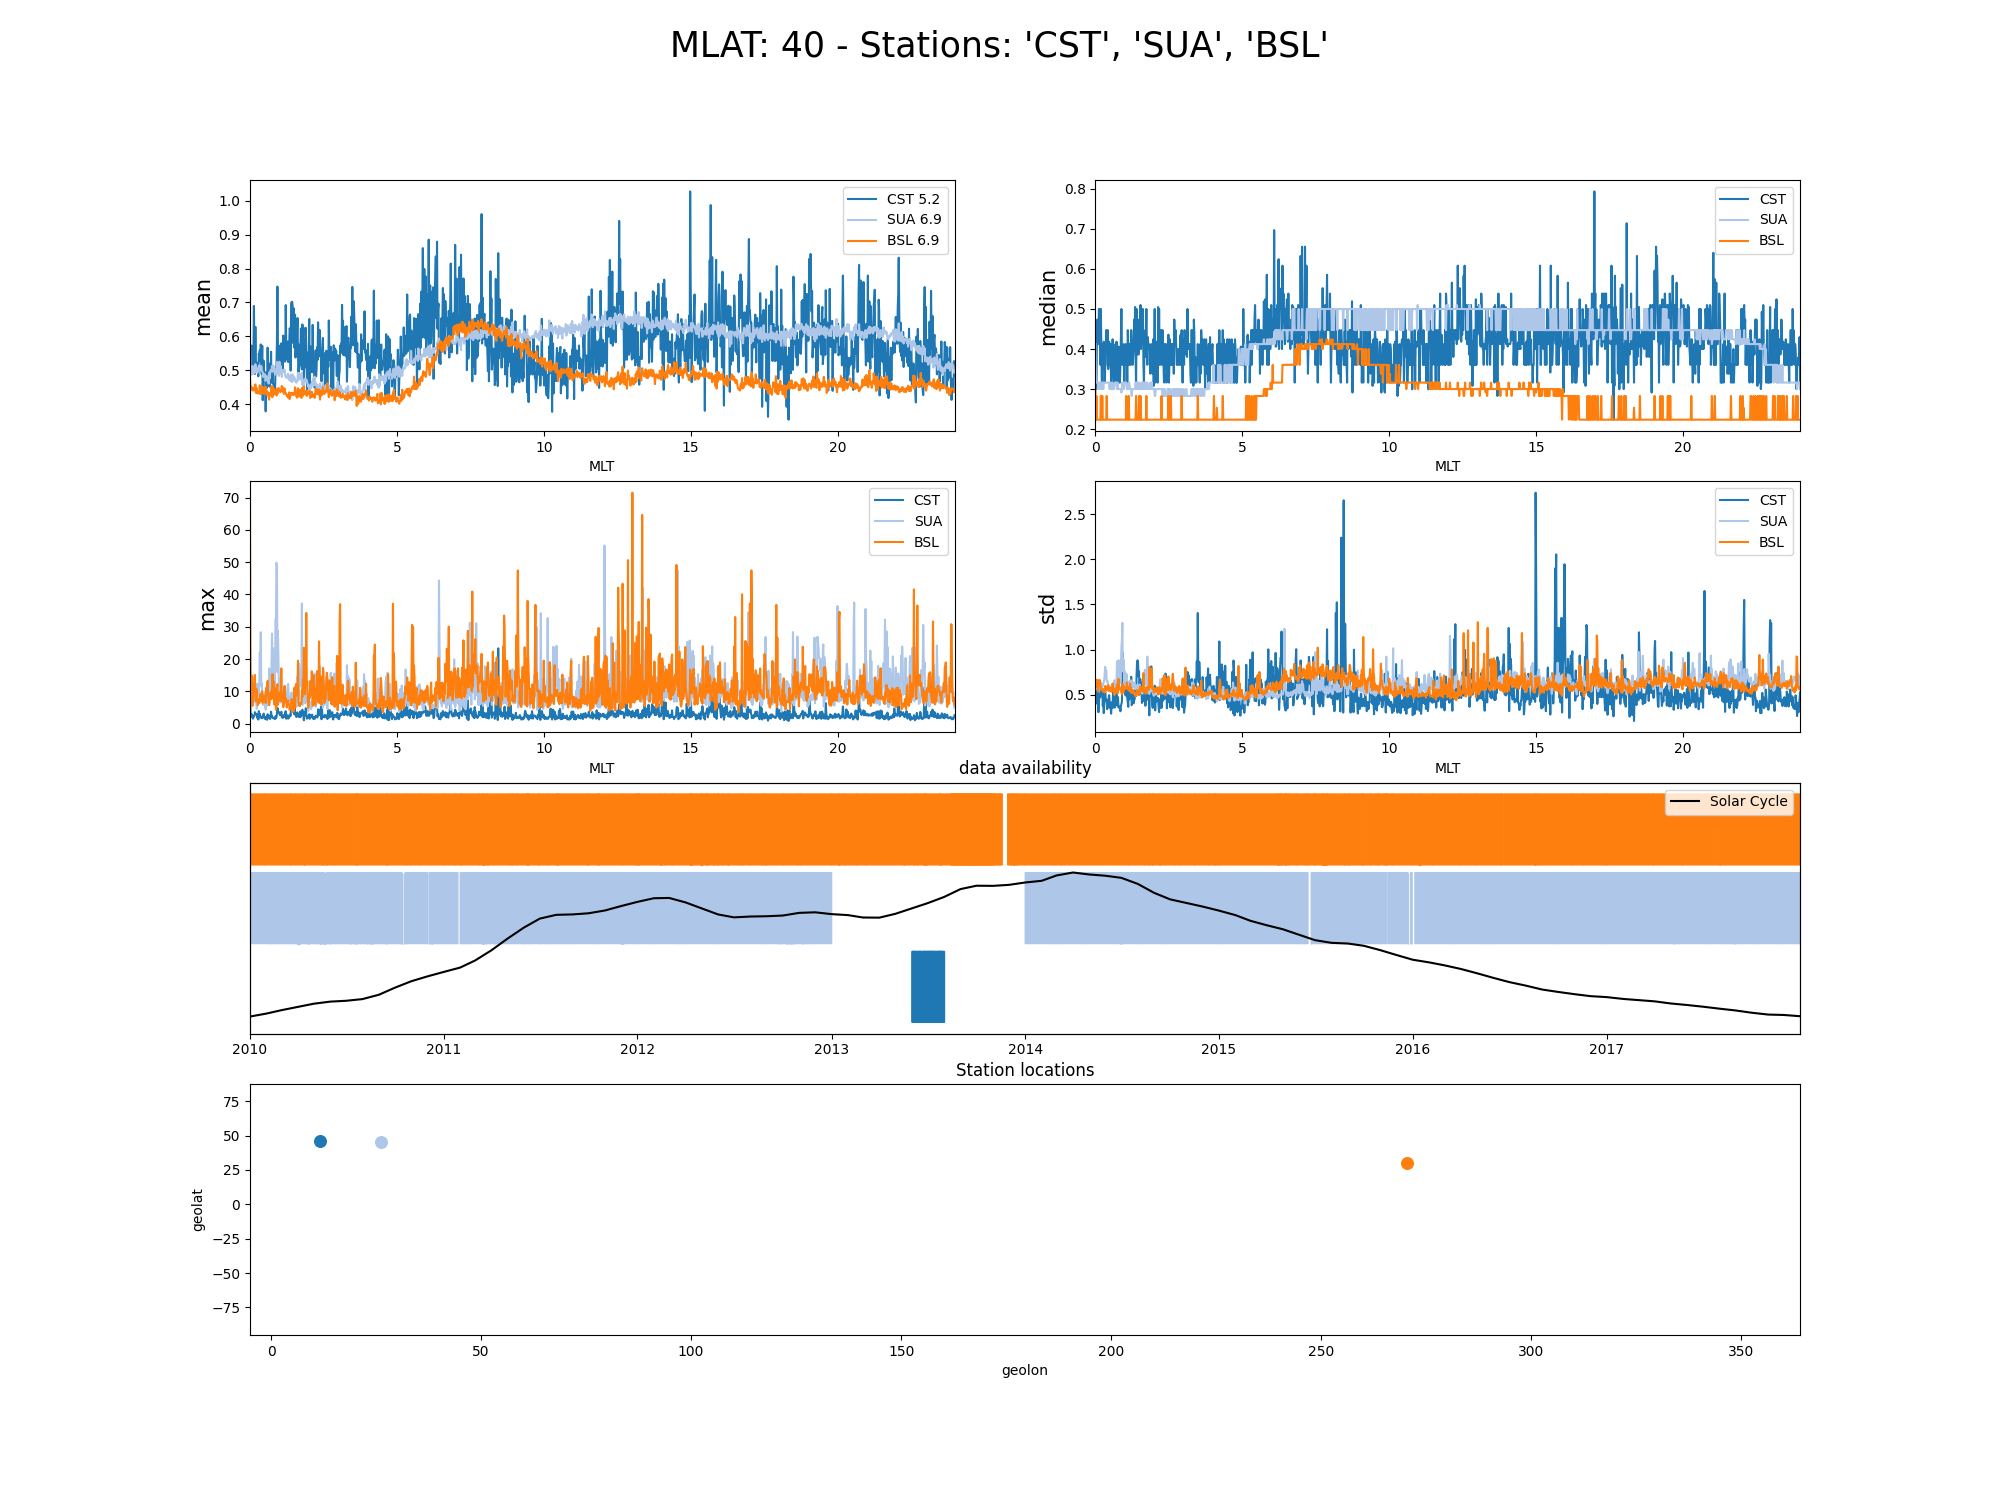 MLAT: 40 - Stations: 'CST', 'SUA', 'BSL'
mean
1.0
0.9
0.8
0.7
0.6
0.5
0.4
CST 5.2
SUA 6.9
BSL 6.9
0 5 10 15 20
MLT
median
0.8
0.7
0.6
0.5
0.4
0.3
0.2
CST
SUA
BSL
0 5 10 15 20
MLT
max
70
60
50
40
30
20
10
0
CST
SUA
BSL
0 5 10 15 20
MLT
std
2.5
2.0
1.5
1.0
0.5
CST
SUA
BSL
0 5 10 15 20
MLT
data availability
Solar Cycle
2010 2011 2012 2013 2014 2015 2016 2017
Station locations
geolat
75
50
25
0
−25
−50
−75
0 50 100 150 200 250 300 350
geolon